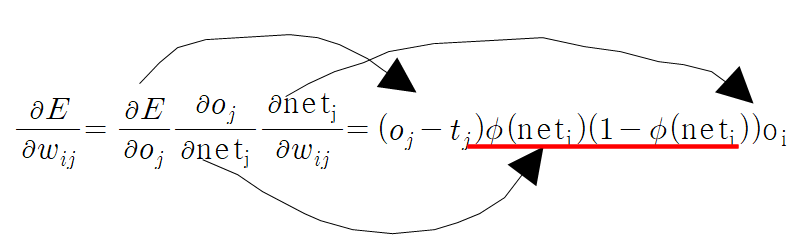 ∂E/∂w_ij = ∂E/∂o_j ∂o_j/∂net_j ∂net_j/∂w_ij = (o_j − t_j)ϕ(net_j)(1 − ϕ(net_j))o_i